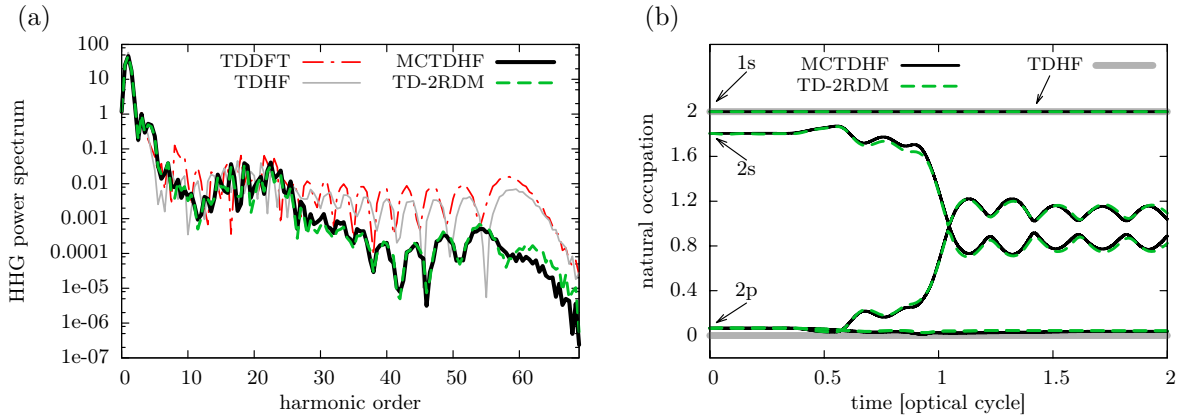 (a)
HHG power spectrum
100
10
1
0.1
0.01
0.001
0.0001
1e-05
1e-06
1e-07
TDDFT
TDHF
MCTDHF
TD-2RDM
0 10 20 30 40 50 60
harmonic order
(b)
natural occupation
2
1.6
1.2
0.8
0.4
0
1s
2s
2p
MCTDHF
TD-2RDM
TDHF
0 0.5 1 1.5 2
time [optical cycle]